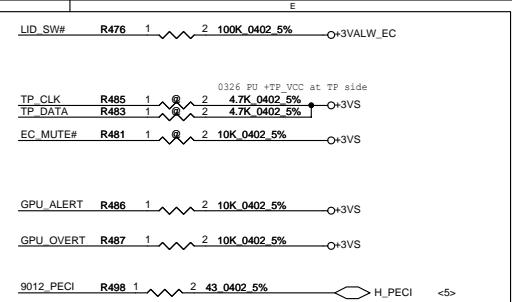 E
LID_SW# R476 1 2 100K_0402_5% +3VALW_EC
0326 PU +TP_VCC at TP side
TP_CLK R485 1 @ 2 4.7K_0402_5% +3VS
TP_DATA R483 1 @ 2 4.7K_0402_5%
EC_MUTE# R481 1 @ 2 10K_0402_5% +3VS
GPU_ALERT R486 1 2 10K_0402_5% +3VS
GPU_OVERT R487 1 2 10K_0402_5% +3VS
9012_PECI R498 1 2 43_0402_5% H_PECI <5>